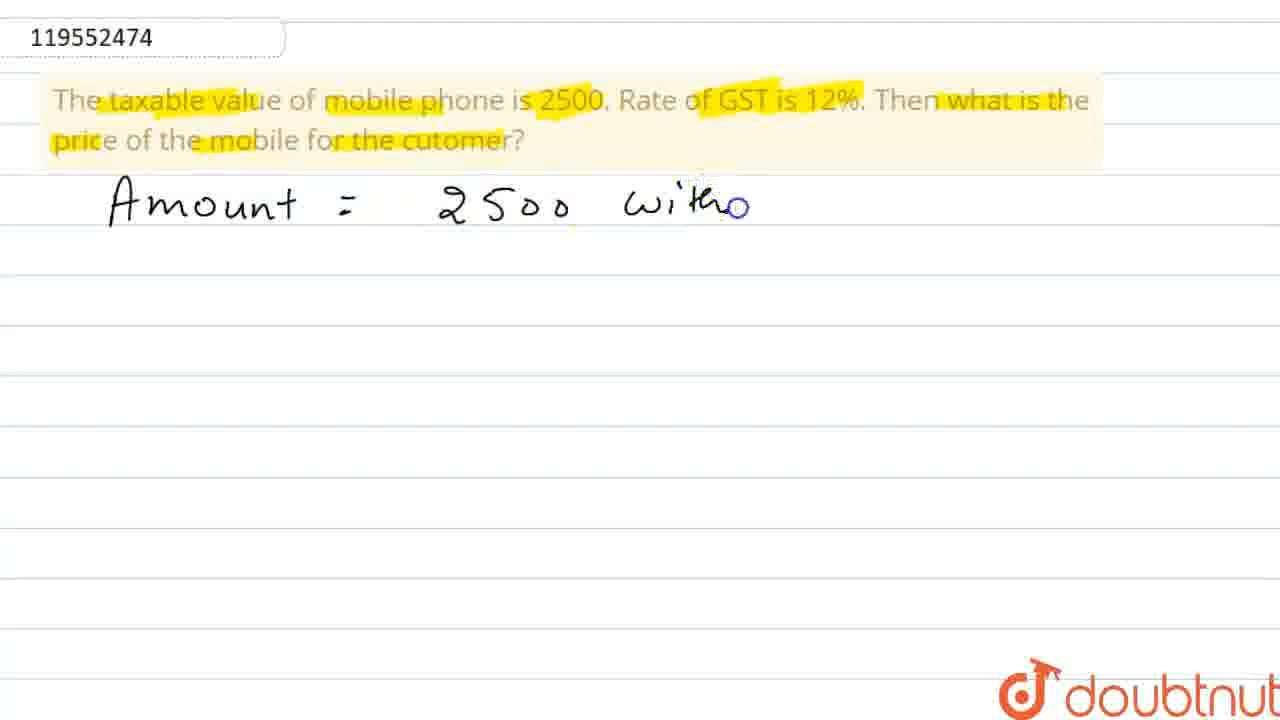 119552474
The taxable value of mobile phone is 2500. Rate of GST is 12%. Then what is the
price of the mobile for the cutomer?
Amount = 2500 with
doubtnut